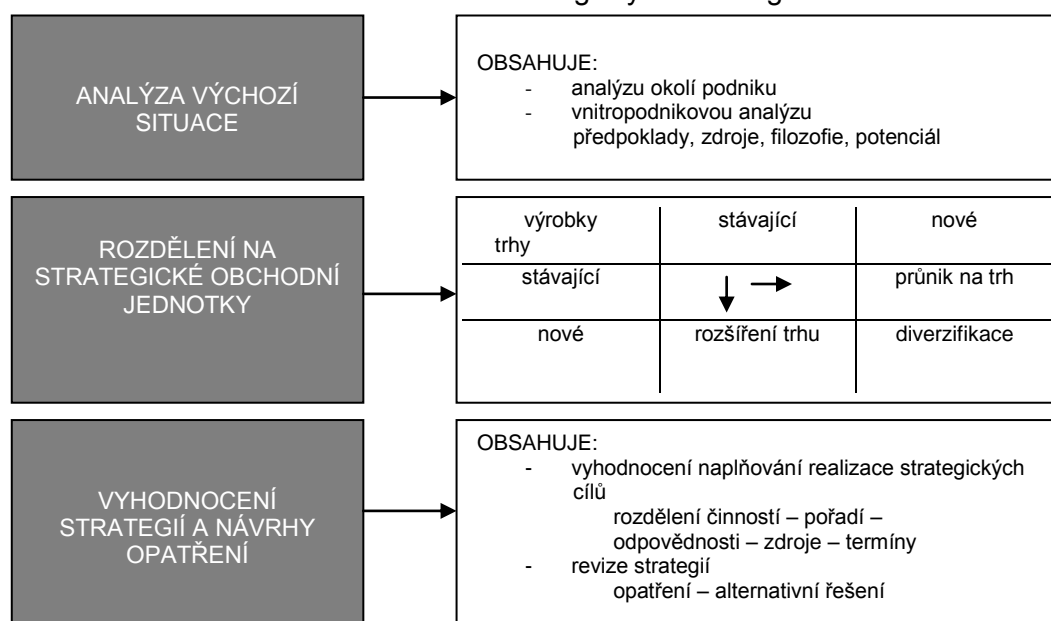 ANALÝZA VÝCHOZÍ
SITUACE
OBSAHUJE:
- analýzu okolí podniku
- vnitropodnikovou analýzu
předpoklady, zdroje, filozofie, potenciál
ROZDĚLENÍ NA
STRATEGICKÉ OBCHODNÍ
JEDNOTKY
výrobky stávající nové
trhy
stávající průnik na trh
nové rozšíření trhu diverzifikace
VYHODNOCENÍ
STRATEGIÍ A NÁVRHY
OPATŘENÍ
OBSAHUJE:
- vyhodnocení naplňování realizace strategických
cílů
rozdělení činností – pořadí –
odpovědnosti – zdroje – termíny
- revize strategií
opatření – alternativní řešení